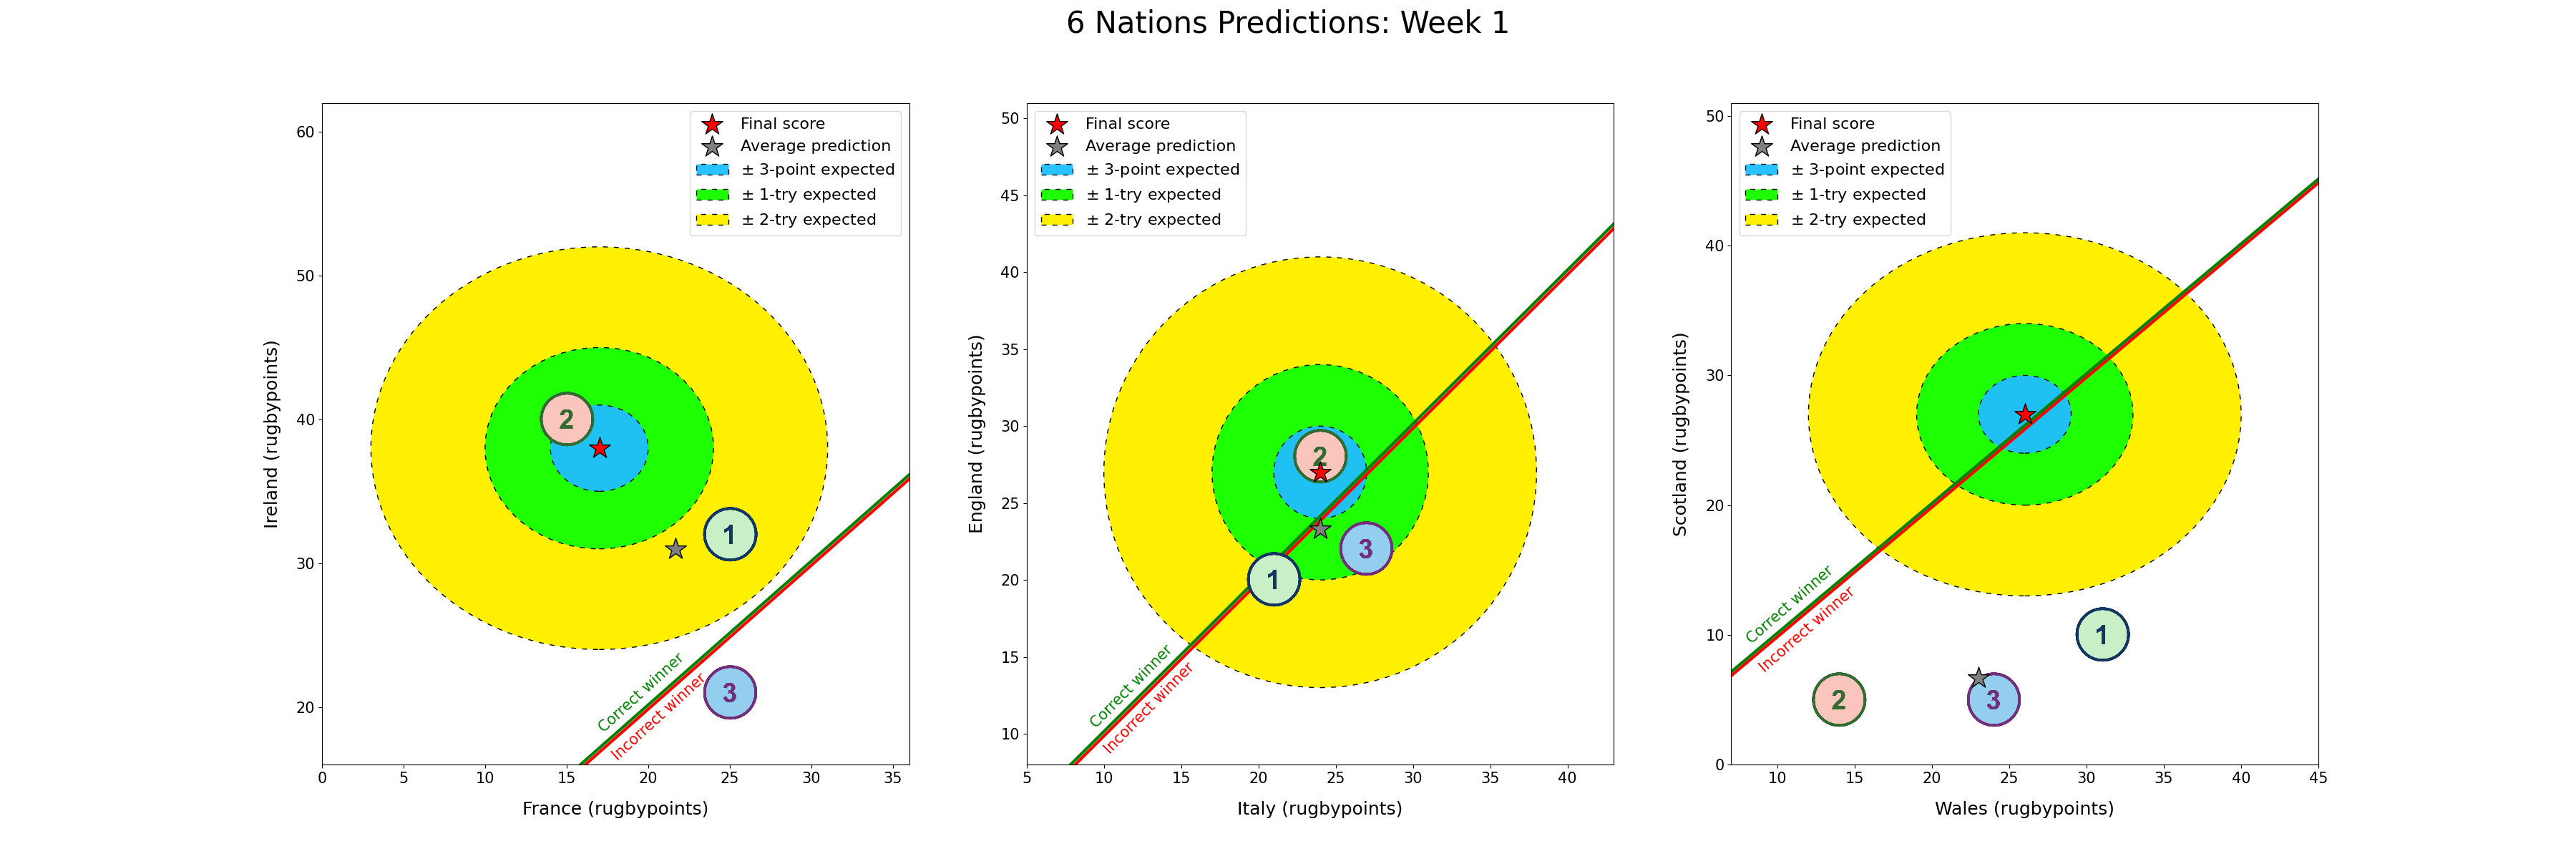 6 Nations Predictions: Week 1
Final score
Average prediction
± 3-point expected
± 1-try expected
± 2-try expected
60
50
40
30
20
Ireland (rugbypoints)
2
1
3
Correct winner
Incorrect winner
0 5 10 15 20 25 30 35
France (rugbypoints)
Final score
Average prediction
± 3-point expected
± 1-try expected
± 2-try expected
50
45
40
35
30
25
20
15
10
England (rugbypoints)
2
3
1
Correct winner
Incorrect winner
5 10 15 20 25 30 35 40
Italy (rugbypoints)
Final score
Average prediction
± 3-point expected
± 1-try expected
± 2-try expected
50
40
30
20
10
0
Scotland (rugbypoints)
Correct winner
Incorrect winner
1
2
3
10 15 20 25 30 35 40 45
Wales (rugbypoints)